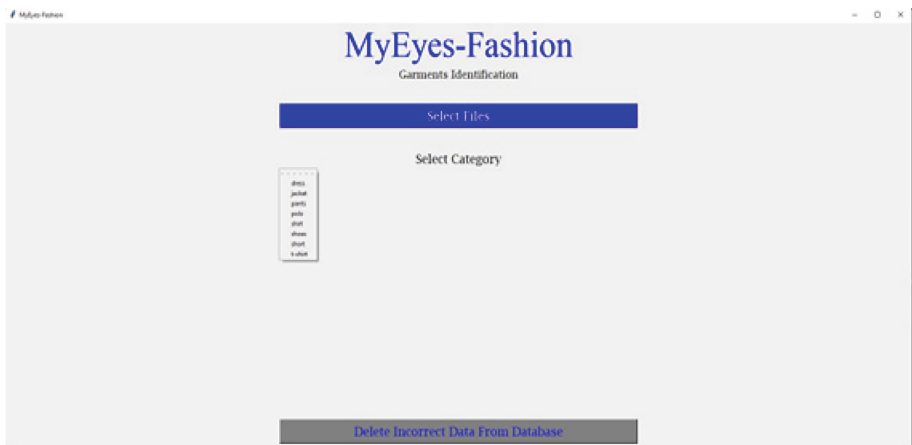 MyEyes-Fashion
MyEyes-Fashion
Garments Identification
Select Files
Select Category
dress
jacket
pants
polo
shirt
shoes
short
t-shirt
Delete Incorrect Data From Database